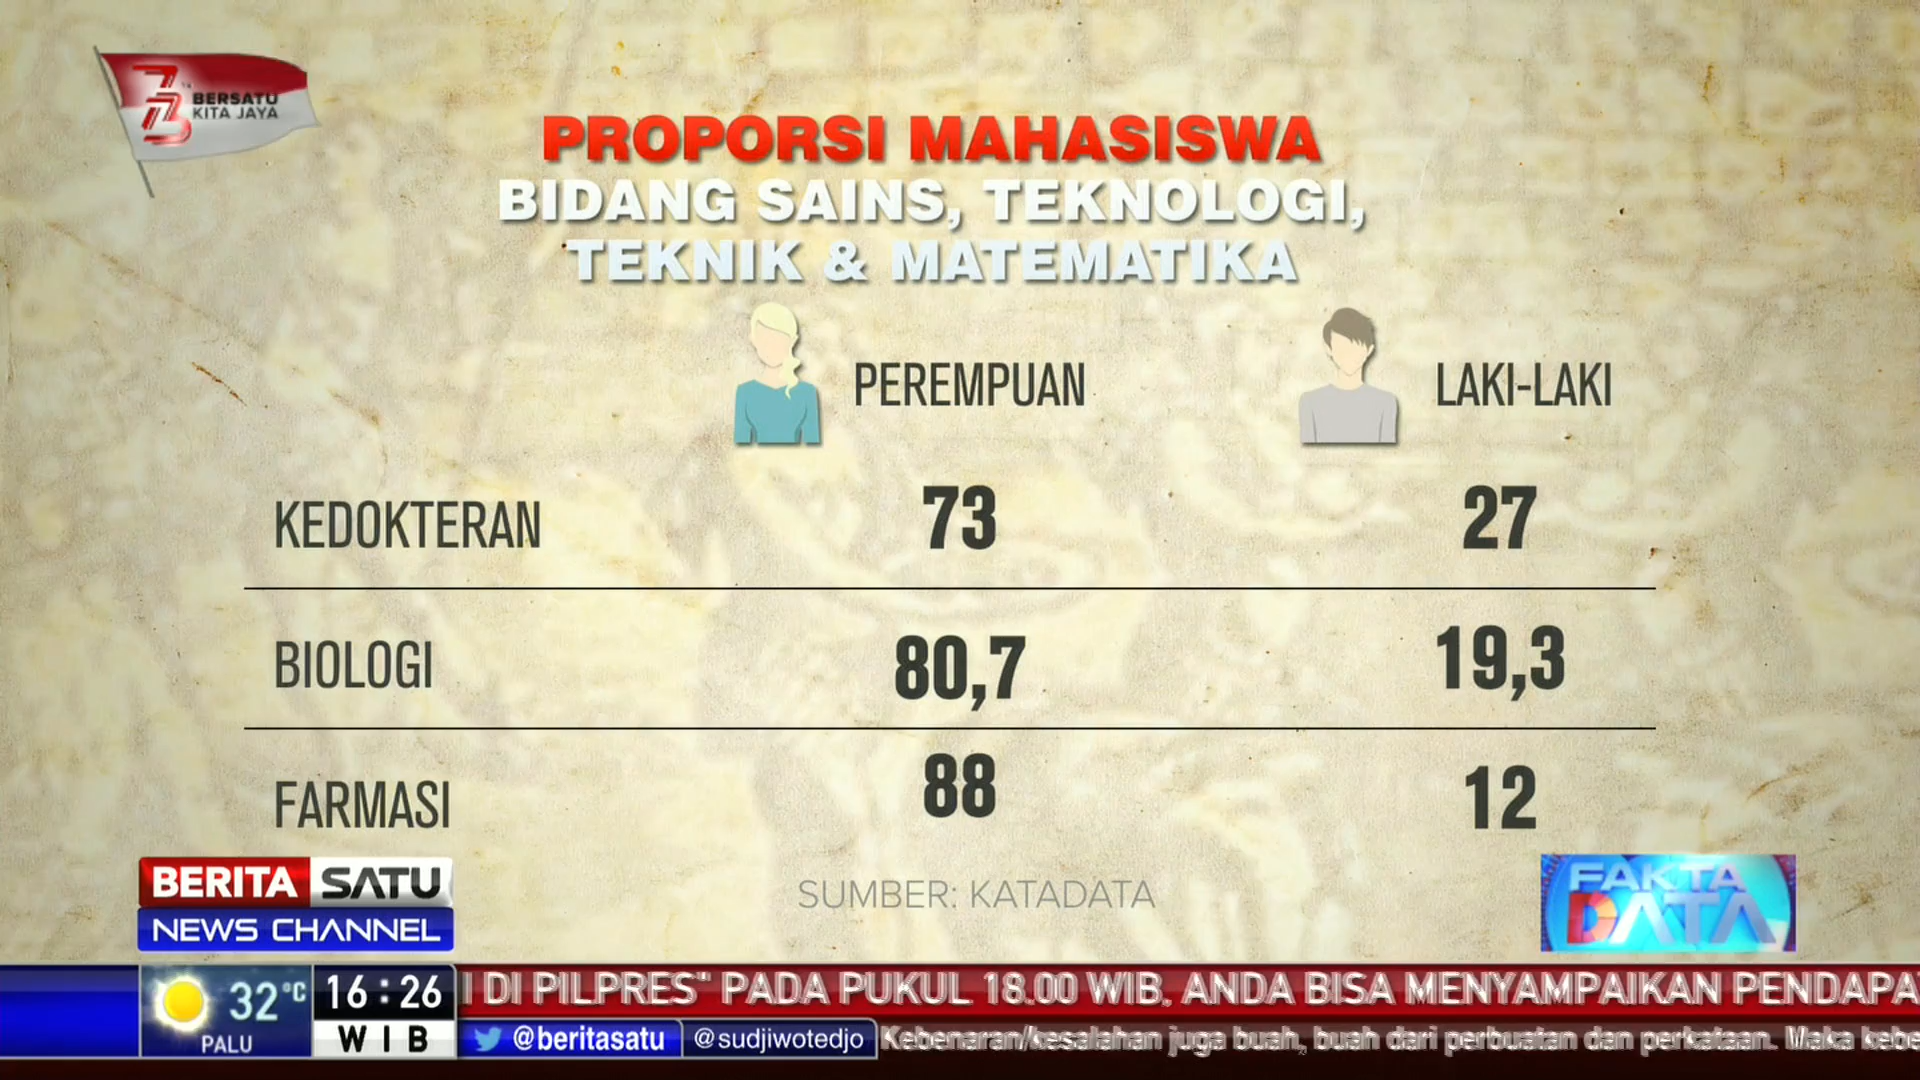 73
BERSATU
KITA JAYA
PROPORSI MAHASISWA
BIDANG SAINS, TEKNOLOGI,
TEKNIK & MATEMATIKA
PEREMPUAN LAKI-LAKI
KEDOKTERAN 73 27
BIOLOGI 80,7 19,3
FARMASI 88 12
SUMBER: KATADATA
BERITA SATU
NEWS CHANNEL
FAKTA
DATA
32°C
PALU
16:26
WIB
I DI PILPRES" PADA PUKUL 18.00 WIB. ANDA BISA MENYAMPAIKAN PENDAPA
@beritasatu @sudjiwotedjo Kebenaran/kesalahan juga buah, buah dari perbuatan dan perkataan. Maka kebe